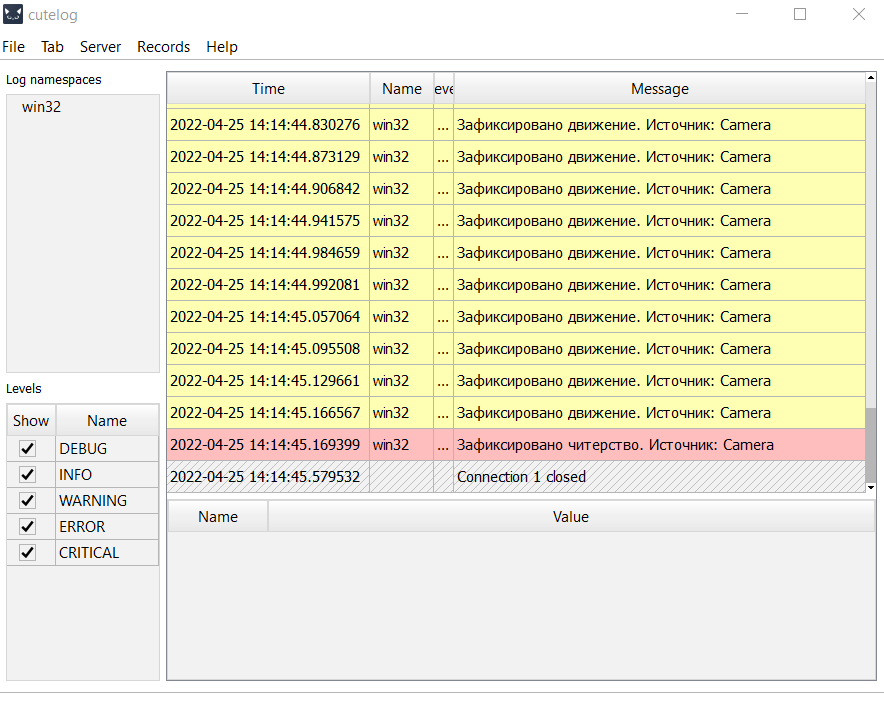 cutelog
File Tab Server Records Help
Log namespaces
win32
Levels
Show Name
DEBUG
INFO
WARNING
ERROR
CRITICAL
Time Name eve Message
2022-04-25 14:14:44.830276 win32 ... Зафиксировано движение. Источник: Camera
2022-04-25 14:14:44.873129 win32 ... Зафиксировано движение. Источник: Camera
2022-04-25 14:14:44.906842 win32 ... Зафиксировано движение. Источник: Camera
2022-04-25 14:14:44.941575 win32 ... Зафиксировано движение. Источник: Camera
2022-04-25 14:14:44.984659 win32 ... Зафиксировано движение. Источник: Camera
2022-04-25 14:14:44.992081 win32 ... Зафиксировано движение. Источник: Camera
2022-04-25 14:14:45.057064 win32 ... Зафиксировано движение. Источник: Camera
2022-04-25 14:14:45.095508 win32 ... Зафиксировано движение. Источник: Camera
2022-04-25 14:14:45.129661 win32 ... Зафиксировано движение. Источник: Camera
2022-04-25 14:14:45.166567 win32 ... Зафиксировано движение. Источник: Camera
2022-04-25 14:14:45.169399 win32 ... Зафиксировано читерство. Источник: Camera
2022-04-25 14:14:45.579532 Connection 1 closed
Name Value